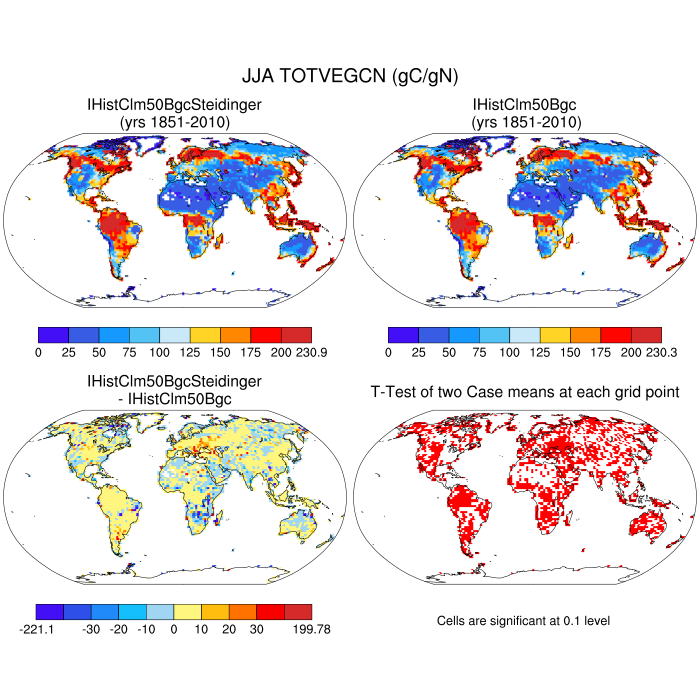 JJA TOTVEGCN (gC/gN)
IHistClm50BgcSteidinger
(yrs 1851-2010)
IHistClm50Bgc
(yrs 1851-2010)
0 25 50 75 100 125 150 175 200 230.9
0 25 50 75 100 125 150 175 200 230.3
IHistClm50BgcSteidinger
- IHistClm50Bgc
T-Test of two Case means at each grid point
-221.1 -30 -20 -10 0 10 20 30 199.78
Cells are significant at 0.1 level